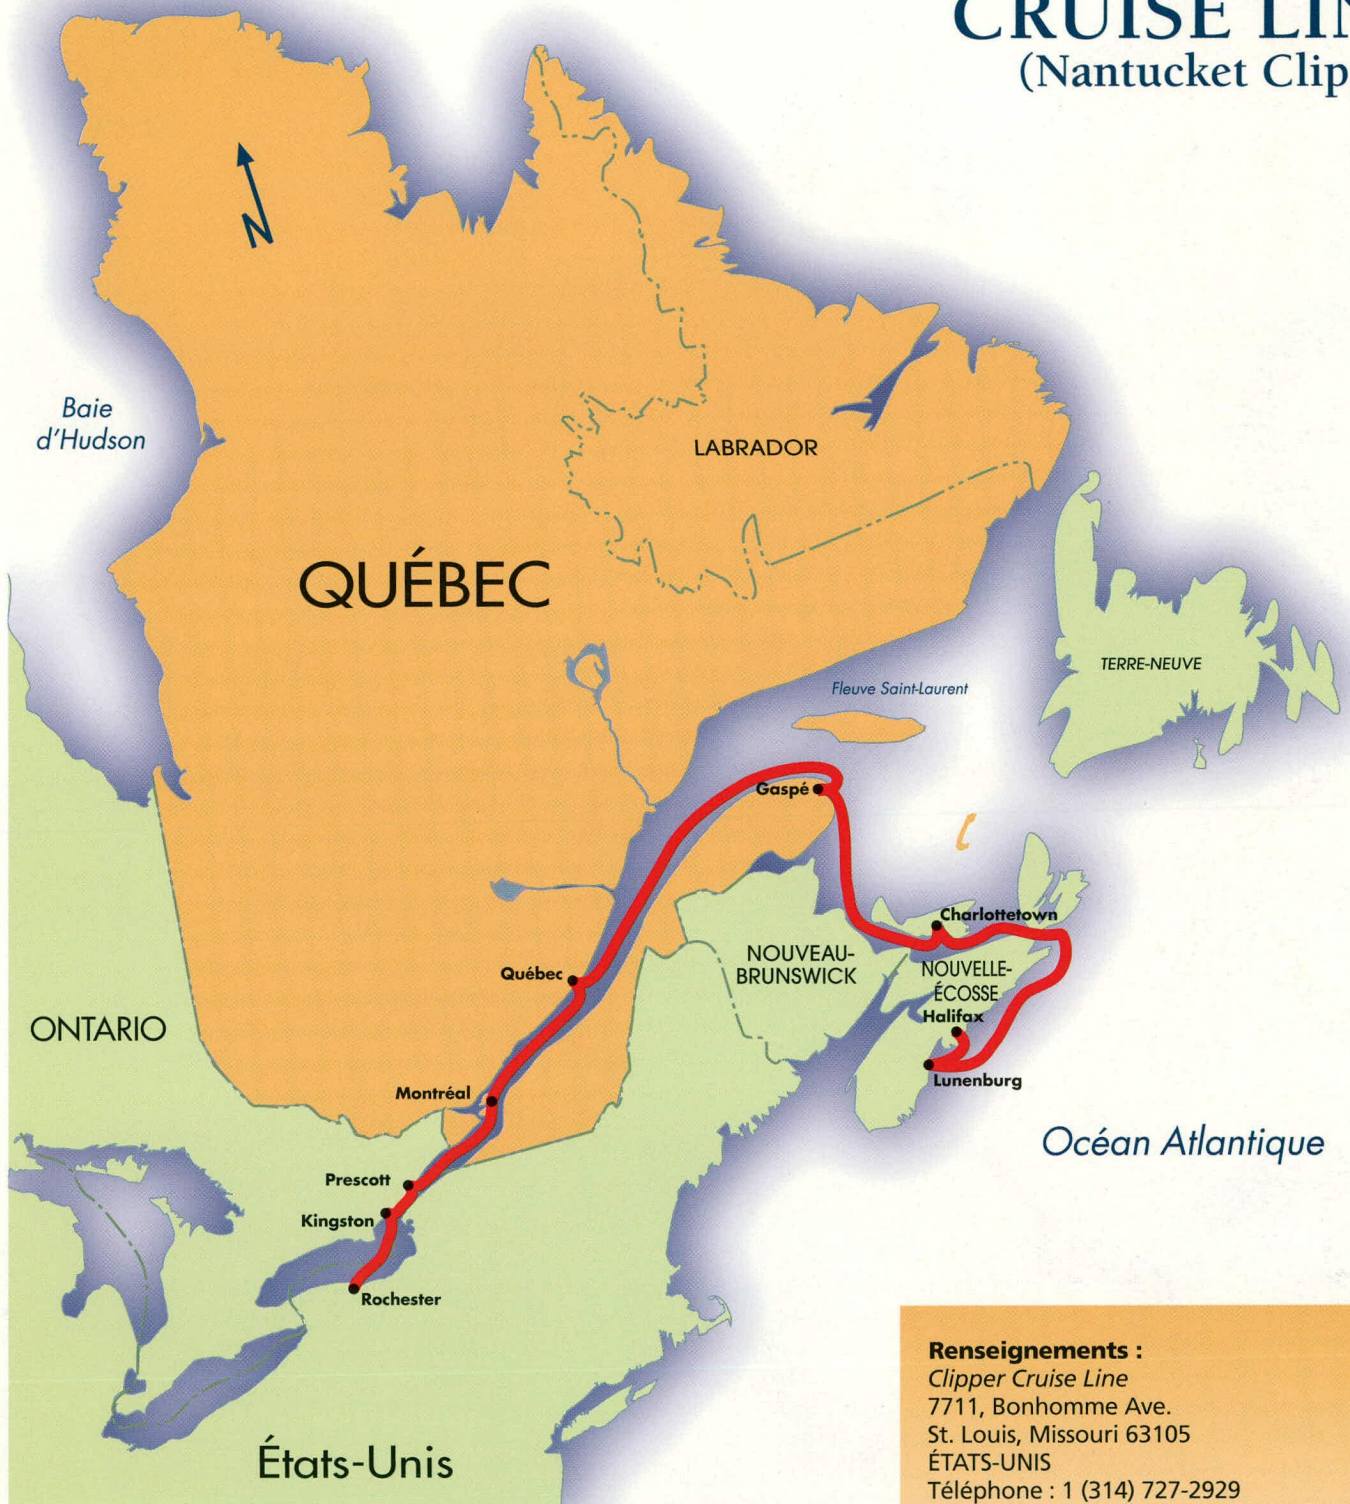 CRUISE LIN
(Nantucket Clip
N
Baie
d'Hudson
LABRADOR
QUÉBEC
TERRE-NEUVE
Fleuve Saint-Laurent
Gaspé
Charlottetown
NOUVEAU-
BRUNSWICK
NOUVELLE-
ÉCOSSE
Québec
Halifax
ONTARIO
Lunenburg
Montréal
Océan Atlantique
Prescott
Kingston
Rochester
États-Unis
Renseignements :
Clipper Cruise Line
7711, Bonhomme Ave.
St. Louis, Missouri 63105
ÉTATS-UNIS
Téléphone : 1 (314) 727-2929